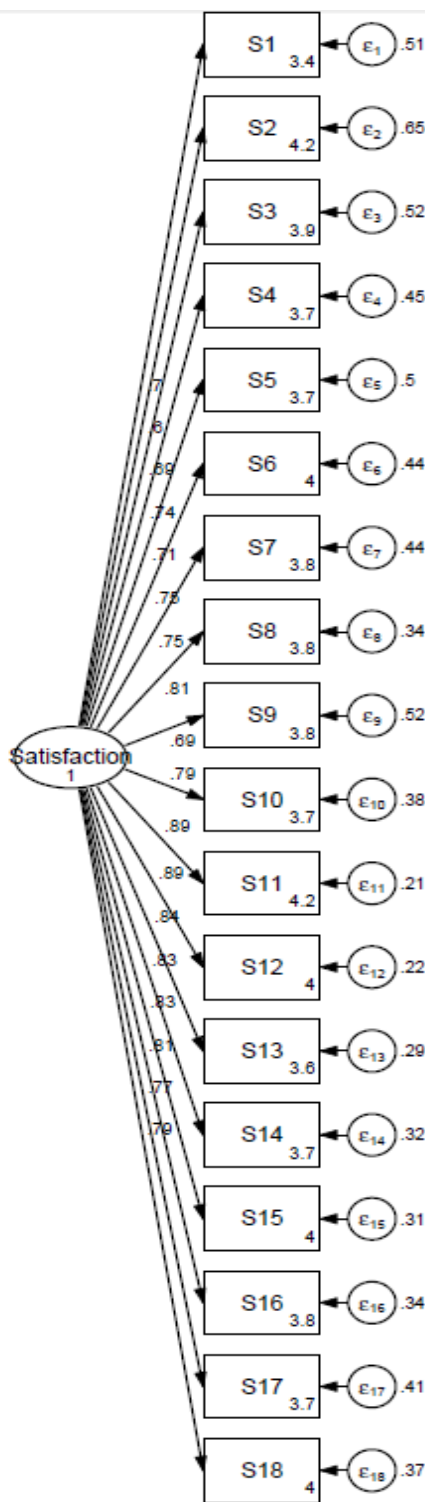 S1 3.4 ε1 .51
S2 4.2 ε2 .65
S3 3.9 ε3 .52
S4 3.7 ε4 .45
S5 3.7 ε5 .5
.7
.6
.69
S6 4 ε6 .44
.74
.71
S7 3.8 ε7 .44
.75
.75
S8 3.8 ε8 .34
.81
S9 3.8 ε9 .52
.69
Satisfaction
1
.79
S10 3.7 ε10 .38
.89
.89
S11 4.2 ε11 .21
.84
.83
S12 4 ε12 .22
.83
.81
S13 3.6 ε13 .29
.77
.79
S14 3.7 ε14 .32
S15 4 ε15 .31
S16 3.8 ε16 .34
S17 3.7 ε17 .41
S18 4 ε18 .37